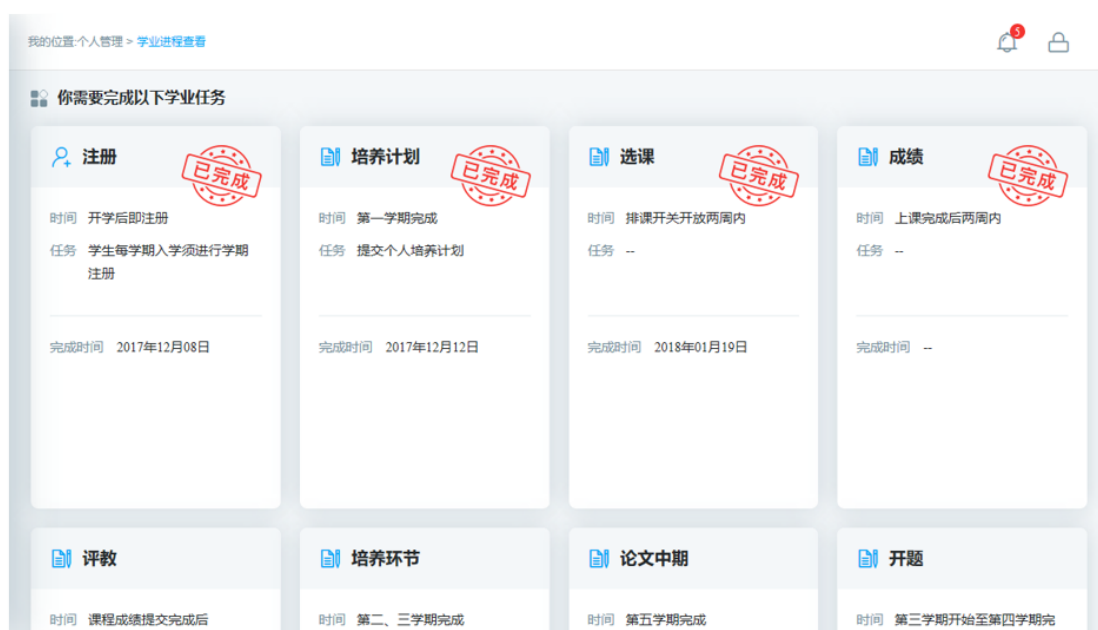 我的位置:个人管理 > 学业进程查看
5
你需要完成以下学业任务
注册
已完成
时间 开学后即注册
任务 学生每学期入学须进行学期
注册
完成时间 2017年12月08日
培养计划
已完成
时间 第一学期完成
任务 提交个人培养计划
完成时间 2017年12月12日
选课
已完成
时间 排课开关开放两周内
任务 --
完成时间 2018年01月19日
成绩
已完成
时间 上课完成后两周内
任务 --
完成时间 --
评教
时间 课程成绩提交完成后
培养环节
时间 第二、三学期完成
论文中期
时间 第五学期完成
开题
时间 第三学期开始至第四学期完